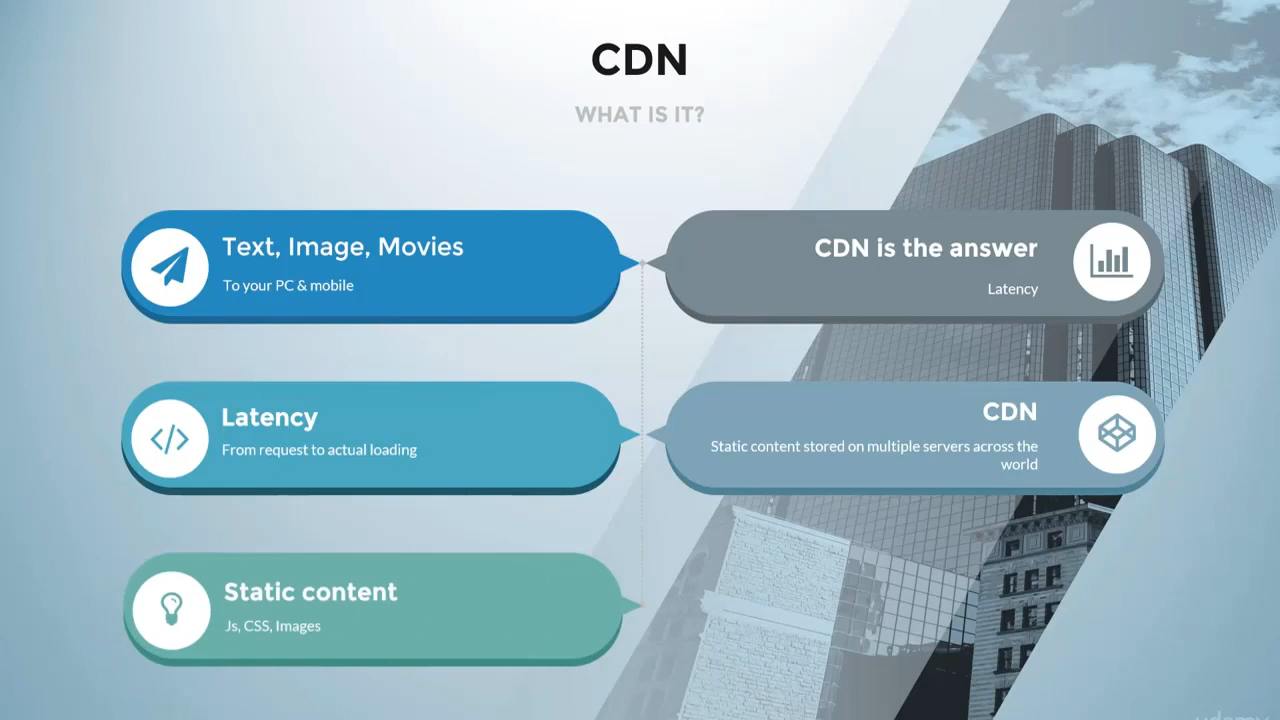 CDN
WHAT IS IT?
Text, Image, Movies
To your PC & mobile
CDN is the answer
Latency
Latency
From request to actual loading
CDN
Static content stored on multiple servers across the
world
Static content
Js, CSS, Images